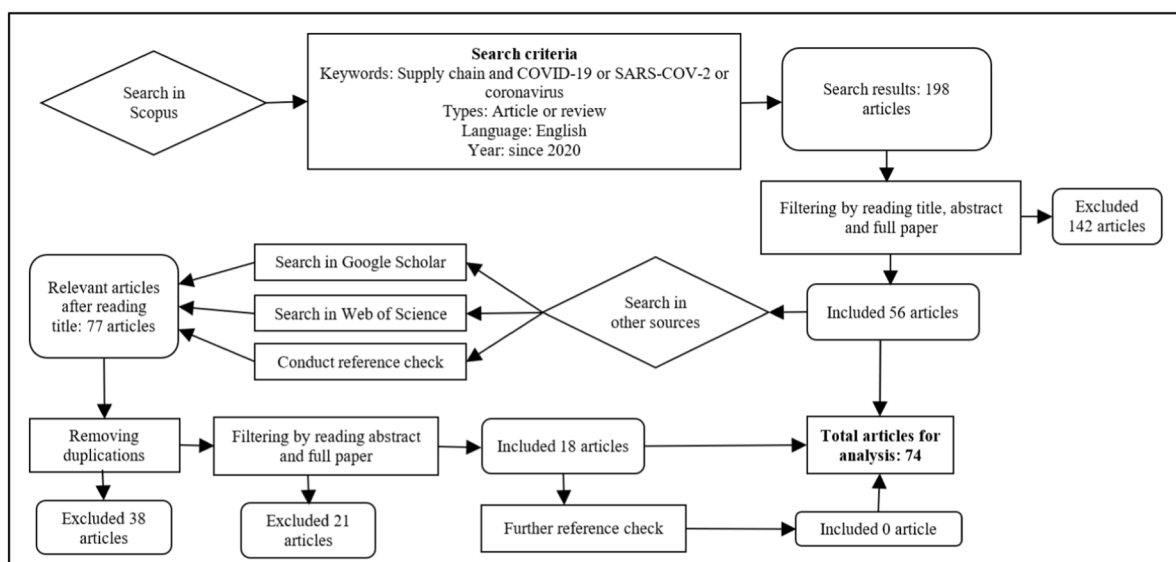 Search in
Scopus
Search criteria
Keywords: Supply chain and COVID-19 or SARS-COV-2 or
coronavirus
Types: Article or review
Language: English
Year: since 2020
Search results: 198
articles
Filtering by reading title, abstract
and full paper
Excluded
142 articles
Included 56 articles
Search in
other sources
Search in Google Scholar
Search in Web of Science
Conduct reference check
Relevant articles
after reading
title: 77 articles
Removing
duplications
Excluded 38
articles
Filtering by reading abstract
and full paper
Excluded 21
articles
Included 18 articles
Further reference check
Included 0 article
Total articles for
analysis: 74